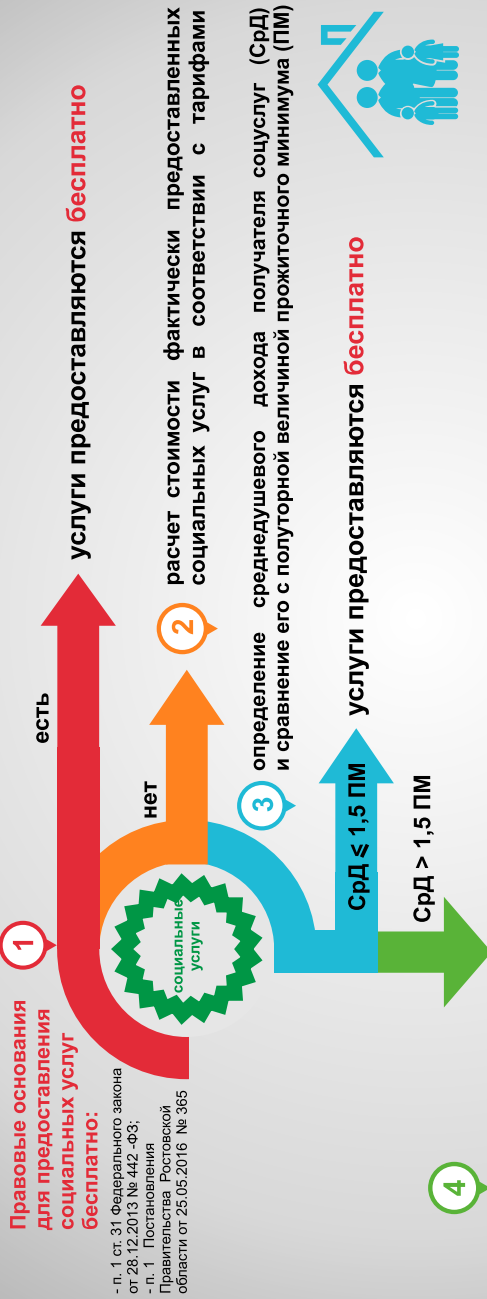 Правовые основания
для предоставления
социальных услуг
бесплатно:
- п. 1 ст. 31 Федерального закона
от 28.12.2013 № 442 -ФЗ;
- п. 1 Постановления
Правительства Ростовской
области от 25.05.2016 № 365
1
есть
услуги предоставляются бесплатно
социальные
услуги
нет
2
расчет стоимости фактически предоставленных
социальных услуг в соответствии с тарифами
3
определение среднедушевого дохода получателя соцуслуг (СрД)
и сравнение его с полуторной величиной прожиточного минимума (ПМ)
СрД ⩽ 1,5 ПМ
услуги предоставляются бесплатно
СрД > 1,5 ПМ
4